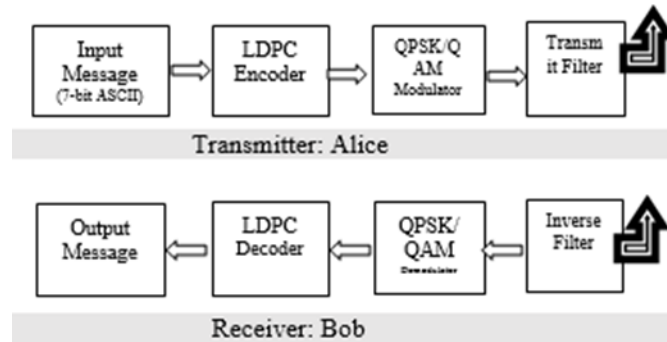 Input
Message
(7-bit ASCII)
LDPC
Encoder
QPSK/Q
AM
Modulator
Transm
it Filter
Transmitter: Alice
Output
Message
LDPC
Decoder
QPSK/
QAM
Demodulator
Inverse
Filter
Receiver: Bob